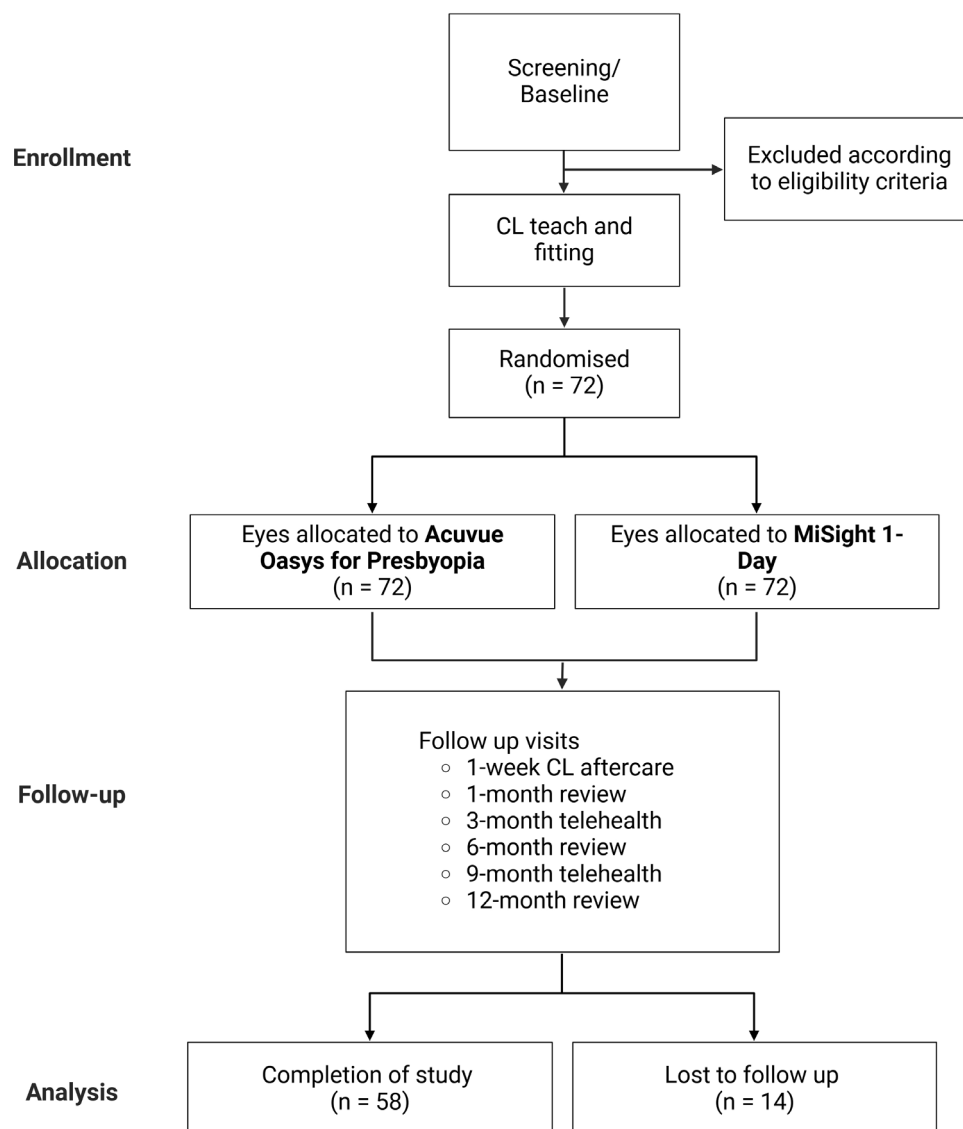 Screening/
Baseline
Enrollment
Excluded according
to eligibility criteria
CL teach and
fitting
Randomised
(n = 72)
Allocation
Eyes allocated to Acuvue
Oasys for Presbyopia
(n = 72)
Eyes allocated to MiSight 1-
Day
(n = 72)
Follow-up
Follow up visits
○ 1-week CL aftercare
○ 1-month review
○ 3-month telehealth
○ 6-month review
○ 9-month telehealth
○ 12-month review
Analysis
Completion of study
(n = 58)
Lost to follow up
(n = 14)